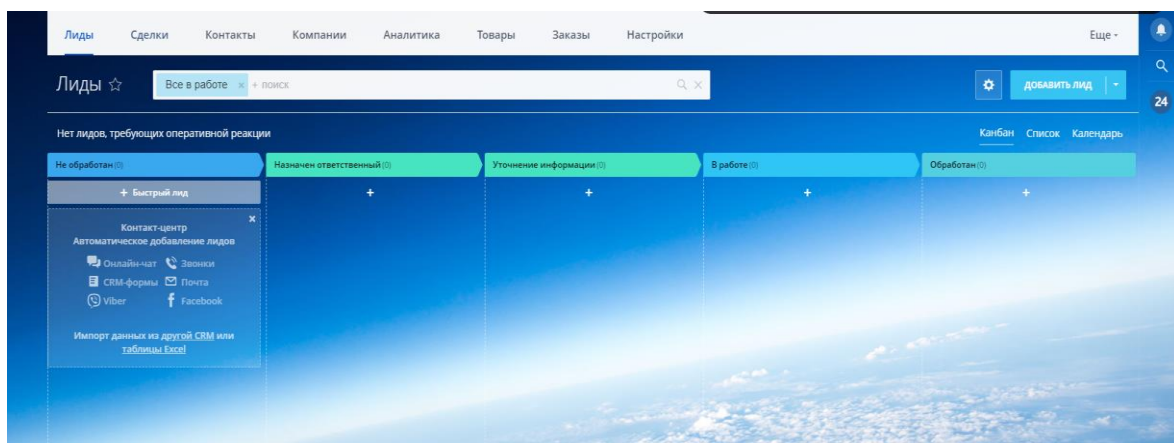 Лиды Сделки Контакты Компании Аналитика Товары Заказы Настройки Еще
Лиды Все в работе × + поиск ДОБАВИТЬ ЛИД
24
Нет лидов, требующих оперативной реакции Канбан Список Календарь
Не обработан (0) Назначен ответственный (0) Уточнение информации (0) В работе (0) Обработан (0)
+ Быстрый лид + + + +
Контакт-центр
Автоматическое добавление лидов
Онлайн-чат Звонки
CRM-формы Почта
Viber Facebook
Импорт данных из другой CRM или
таблицы Excel